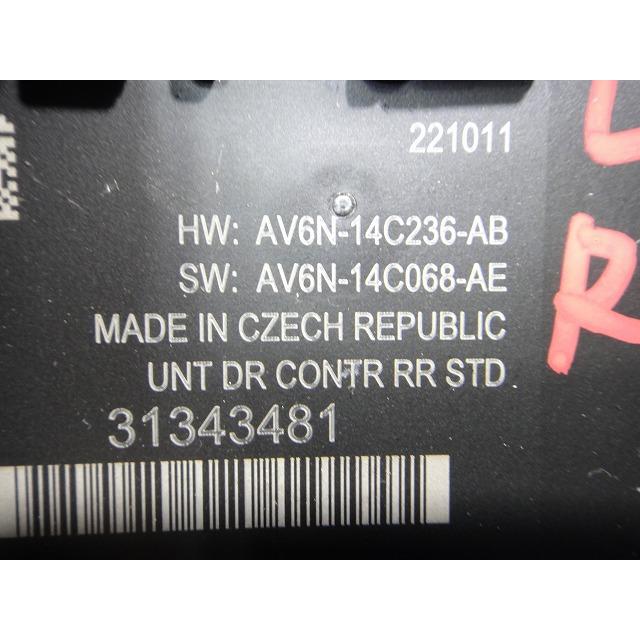 221011
HW: AV6N-14C236-AB
SW: AV6N-14C068-AE
MADE IN CZECH REPUBLIC
UNT DR CONTR RR STD
31343481
R